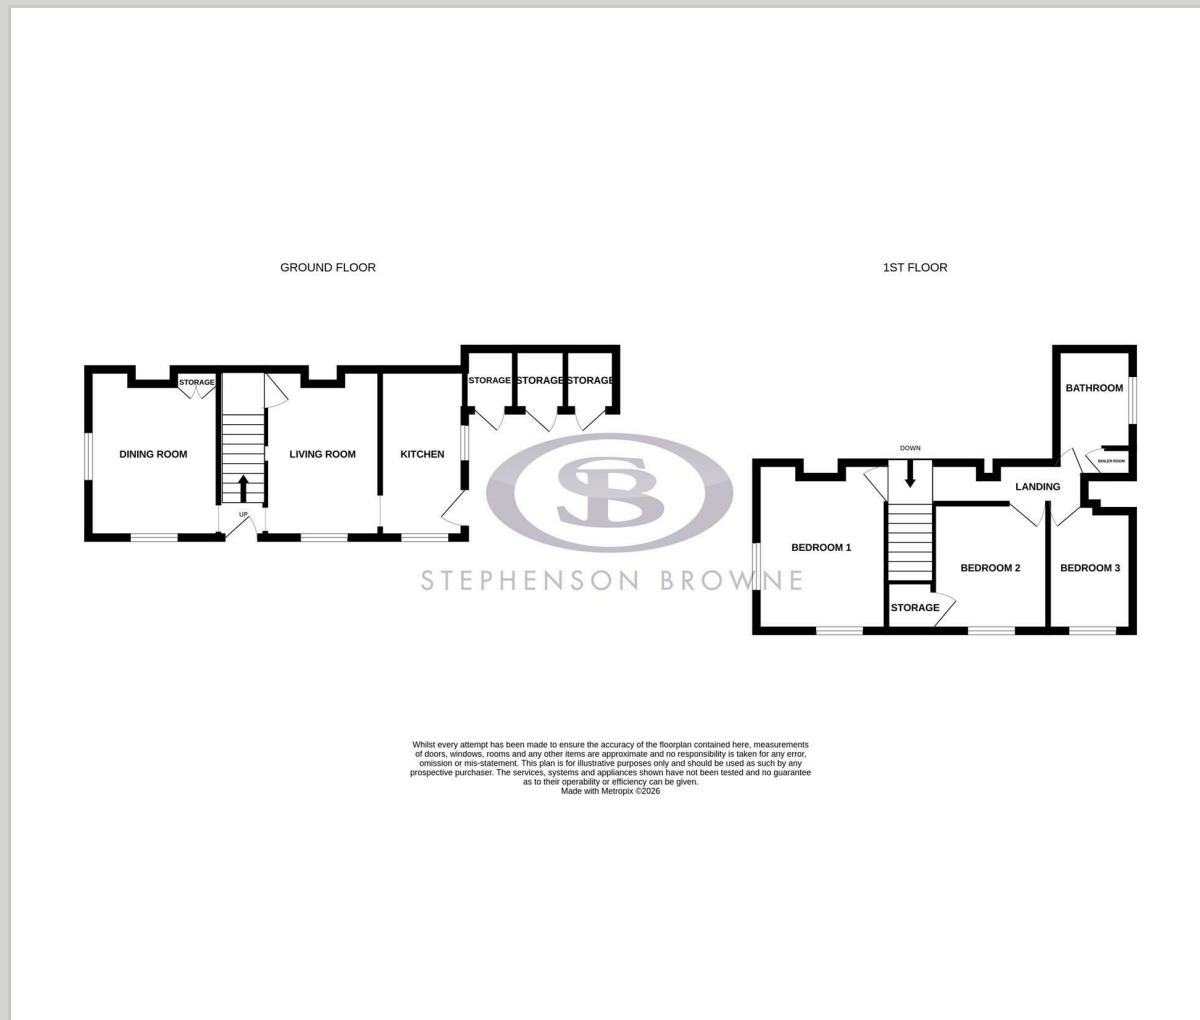 GROUND FLOOR
1ST FLOOR
STORAGE
STORAGE
STORAGE
STORAGE
DINING ROOM
LIVING ROOM
KITCHEN
UP
BATHROOM
BOILER ROOM
DOWN
LANDING
BEDROOM 1
BEDROOM 2
BEDROOM 3
STORAGE
SB
STEPHENSON BROWNE
Whilst every attempt has been made to ensure the accuracy of the floorplan contained here, measurements
of doors, windows, rooms and any other items are approximate and no responsibility is taken for any error,
omission or mis-statement. This plan is for illustrative purposes only and should be used as such by any
prospective purchaser. The services, systems and appliances shown have not been tested and no guarantee
as to their operability or efficiency can be given.
Made with Metropix ©2026